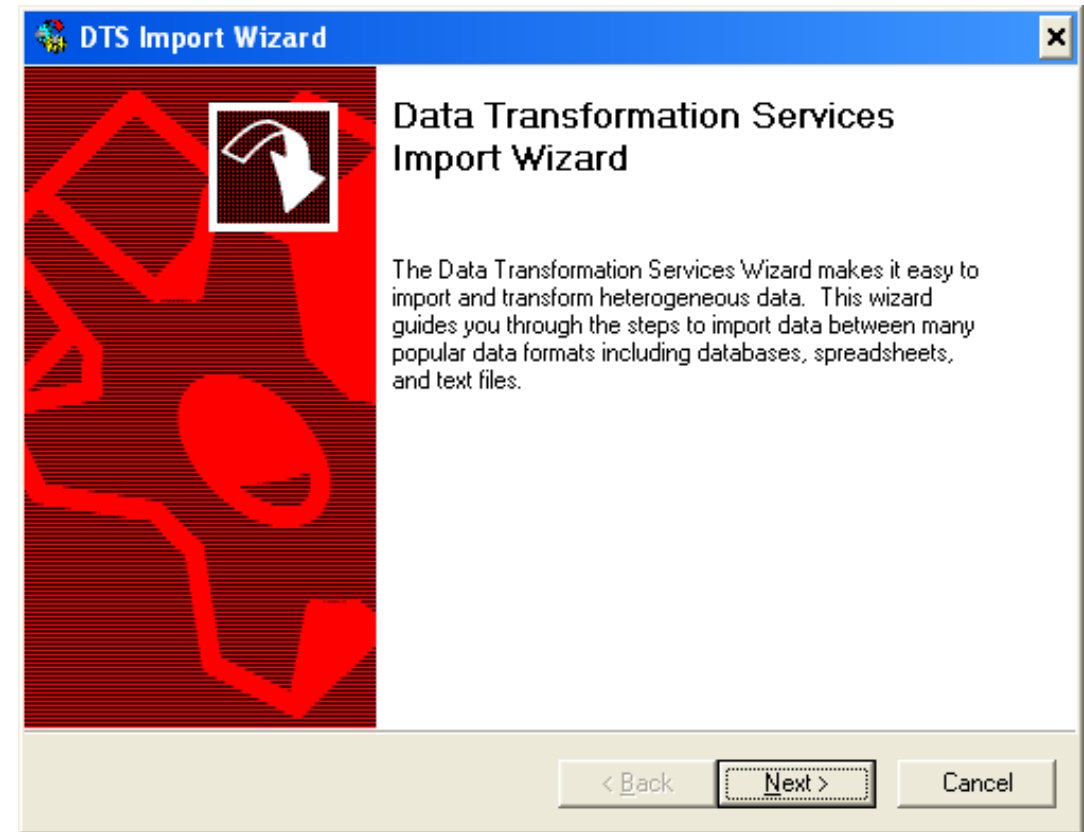 DTS Import Wizard
Data Transformation Services
Import Wizard
The Data Transformation Services Wizard makes it easy to
import and transform heterogeneous data. This wizard
guides you through the steps to import data between many
popular data formats including databases, spreadsheets,
and text files.
< Back
Next >
Cancel